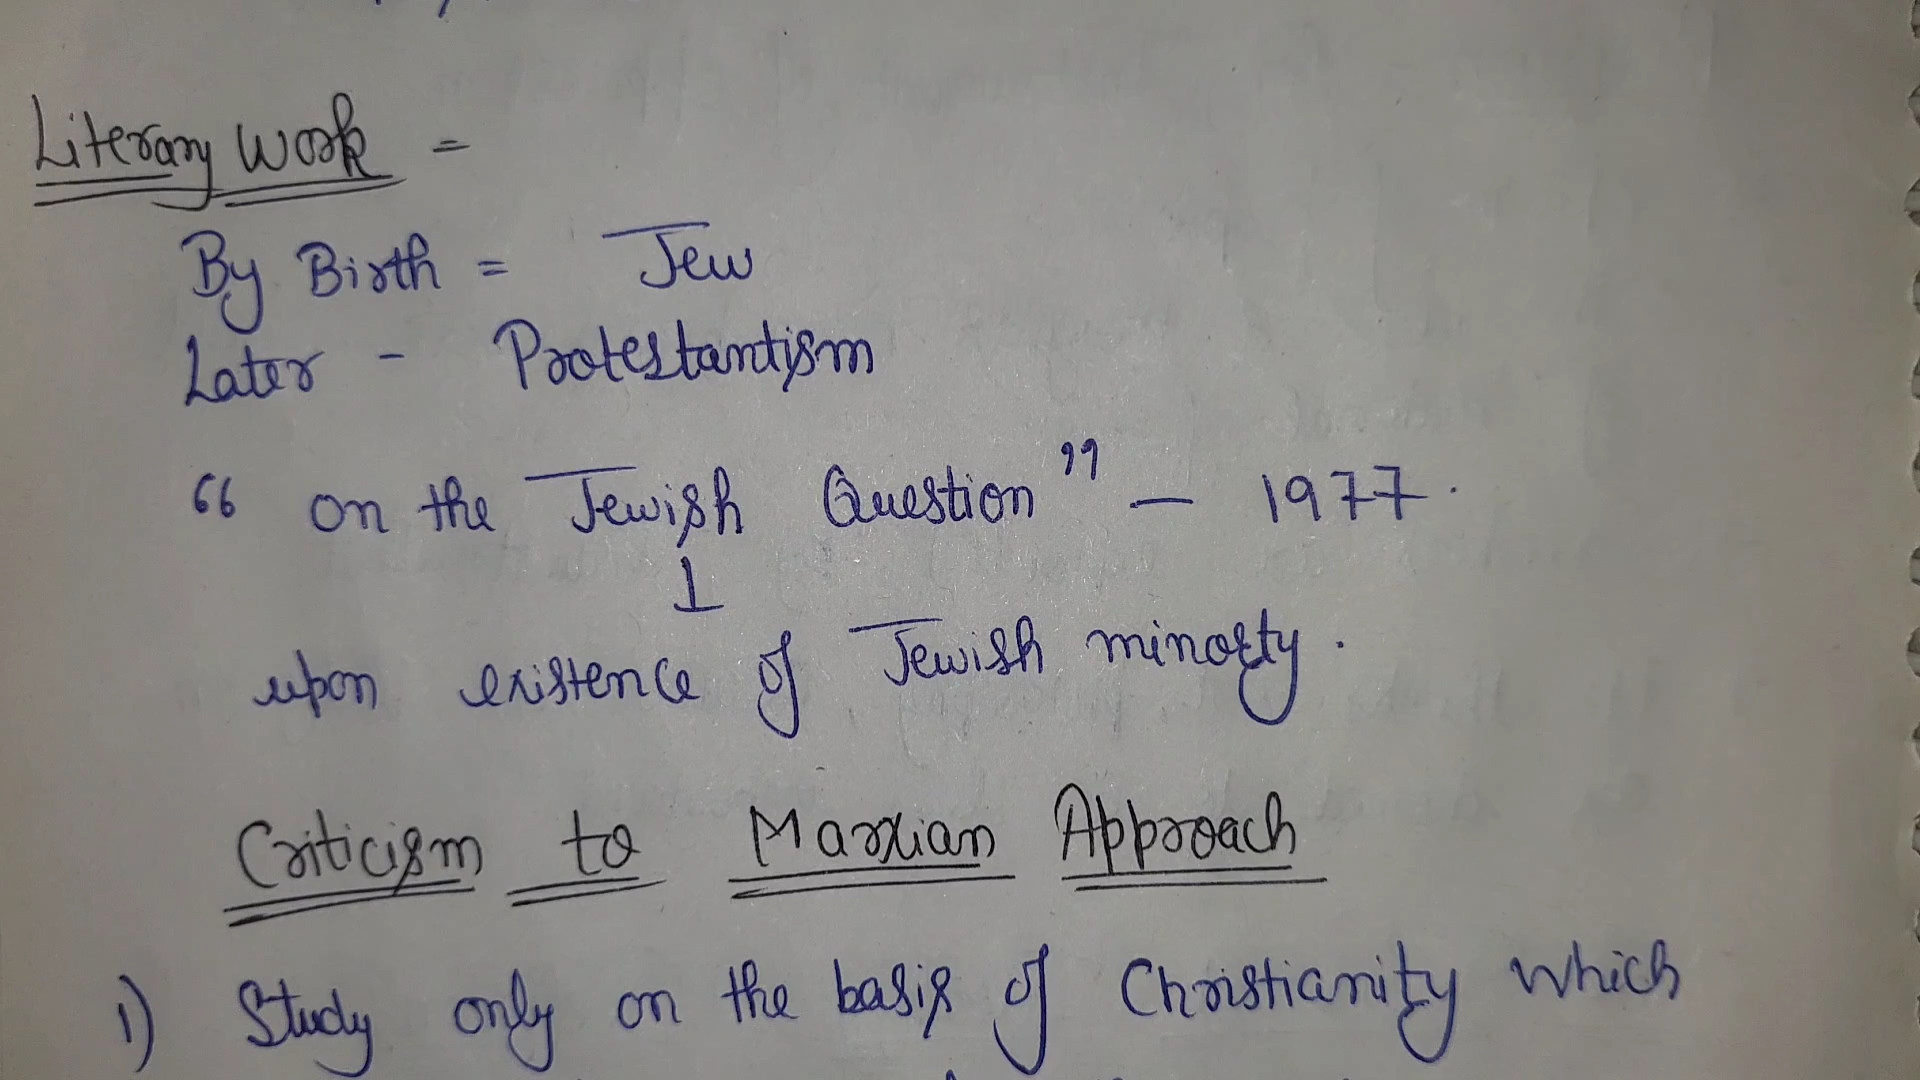 Literary Work =
By Birth = Jew
Later - Protestantism
“ on the Jewish Question ” — 1977.
upon existence of Jewish minorty.
Criticism to Marxian Approach
1) Study only on the basis of Christianity which